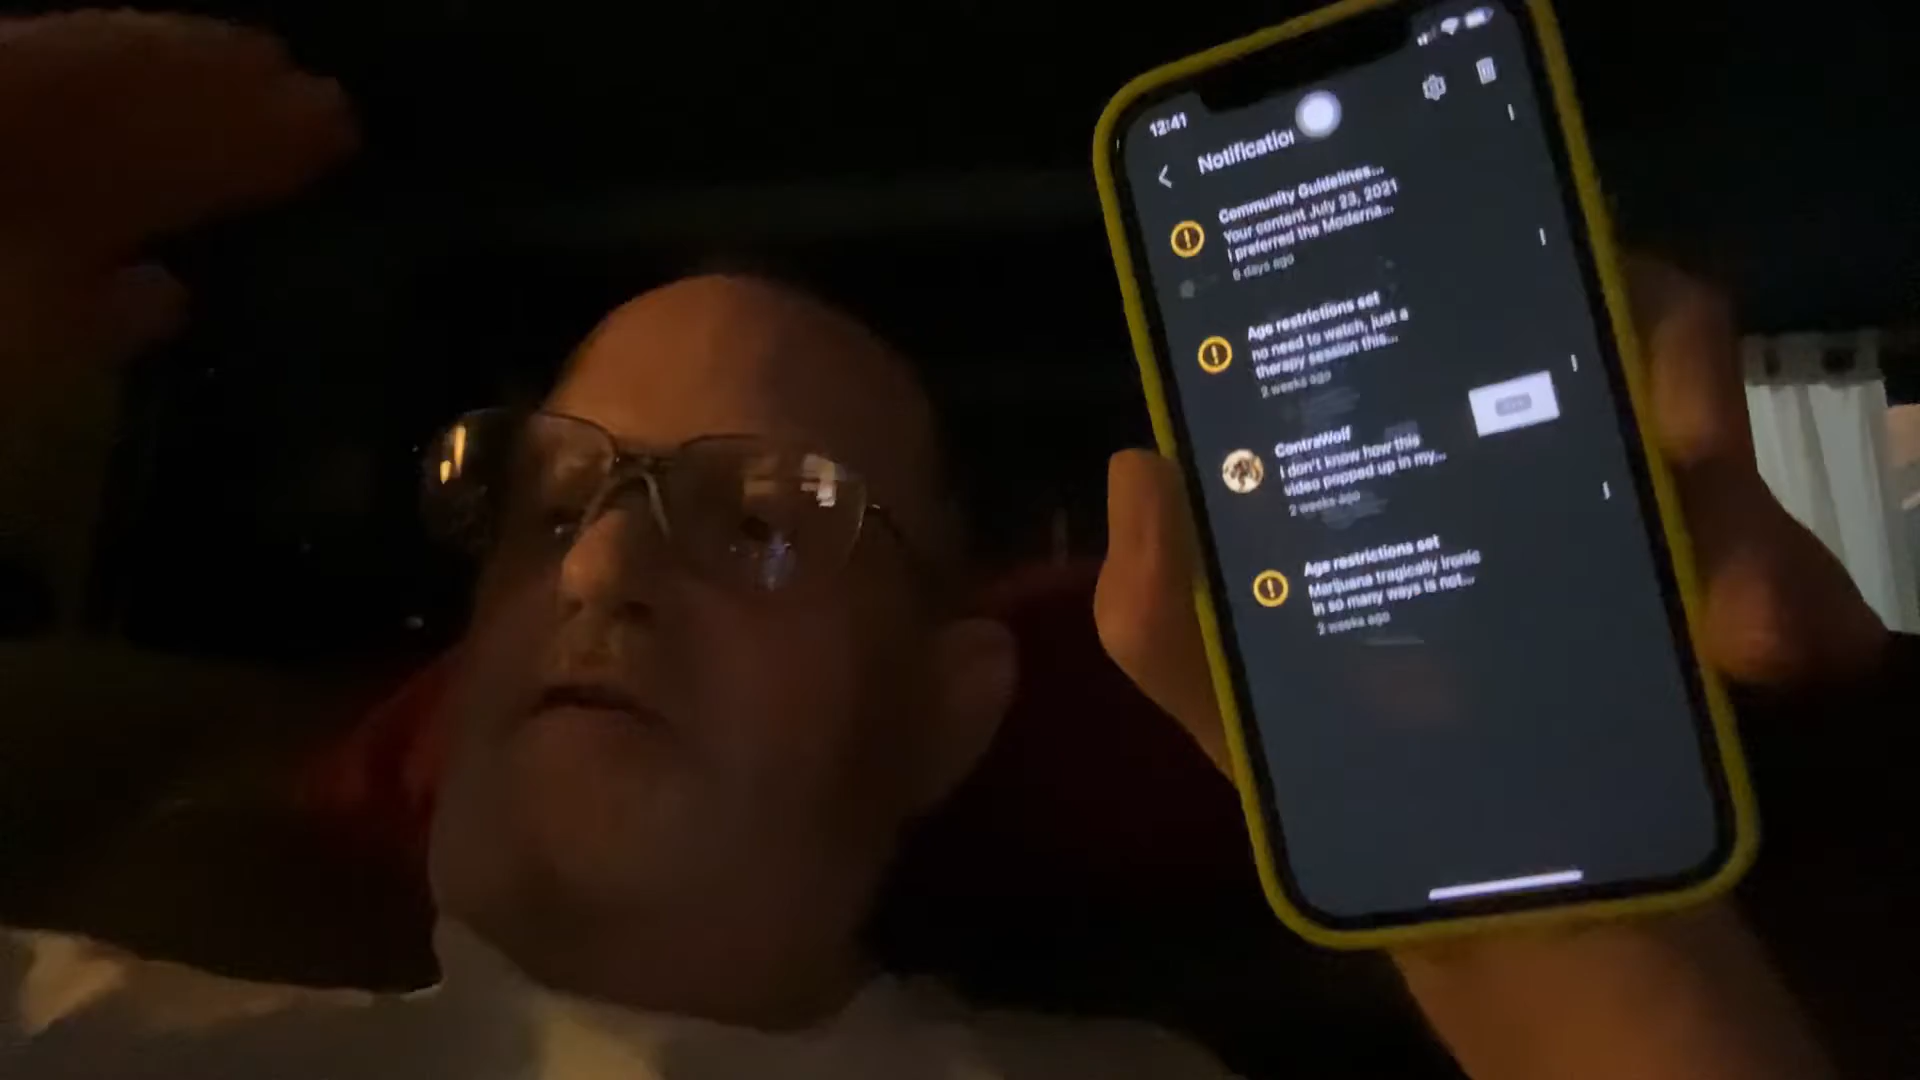 12:41
Notification
Community Guidelines...
Your content July 23, 2021
I preferred the Moderna...
6 days ago
Age restrictions set
no need to watch, just a
therapy session this...
2 weeks ago
ContraWolf
I don't know how this
video popped up in my...
2 weeks ago
Age restrictions set
Marijuana tragically ironic
in so many ways is not...
2 weeks ago